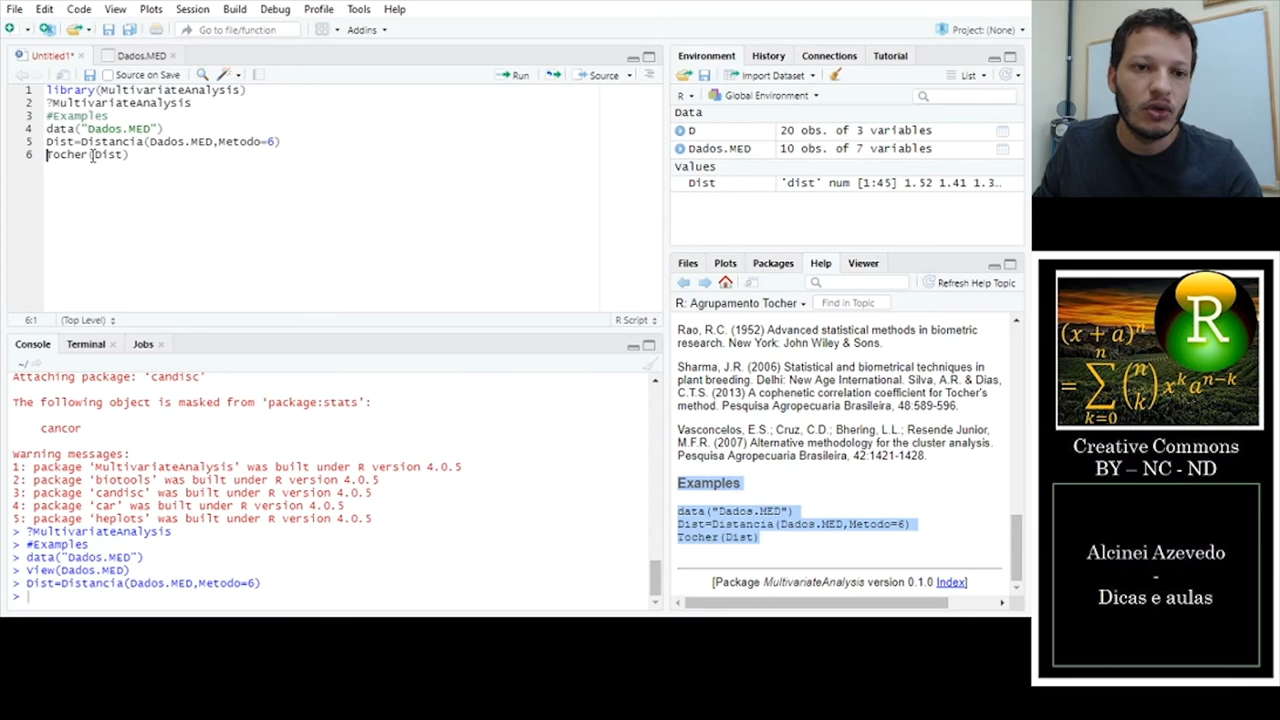 File Edit Code View Plots Session Build Debug Profile Tools Help
Go to file/function
Addins
Project: (None)
Untitled1*
Dados.MED
Source on Save
Run
Source
1 library(MultivariateAnalysis)
2 ?MultivariateAnalysis
3 #Examples
4 data("Dados.MED")
5 Dist=Distancia(Dados.MED,Metodo=6)
6 Tocher(Dist)
6:1 (Top Level) R Script
Console Terminal Jobs
~/
Attaching package: ‘candisc’
The following object is masked from ‘package:stats’:
cancor
Warning messages:
1: package ‘MultivariateAnalysis’ was built under R version 4.0.5
2: package ‘biotools’ was built under R version 4.0.5
3: package ‘candisc’ was built under R version 4.0.5
4: package ‘car’ was built under R version 4.0.5
5: package ‘heplots’ was built under R version 4.0.5
> ?MultivariateAnalysis
> #Examples
> data("Dados.MED")
> View(Dados.MED)
> Dist=Distancia(Dados.MED,Metodo=6)
>
Environment History Connections Tutorial
Import Dataset
List
R Global Environment
Data
D 20 obs. of 3 variables
Dados.MED 10 obs. of 7 variables
Values
Dist 'dist' num [1:45] 1.52 1.41 1.3…
Files Plots Packages Help Viewer
Refresh Help Topic
R: Agrupamento Tocher Find in Topic
Rao, R.C. (1952) Advanced statistical methods in biometric
research. New York: John Wiley & Sons.
Sharma, J.R. (2006) Statistical and biometrical techniques in
plant breeding. Delhi: New Age International. Silva, A.R. & Dias,
C.T.S. (2013) A cophenetic correlation coefficient for Tocher's
method. Pesquisa Agropecuaria Brasileira, 48:589-596.
Vasconcelos, E.S.; Cruz, C.D.; Bhering, L.L.; Resende Junior,
M.F.R. (2007) Alternative methodology for the cluster analysis.
Pesquisa Agropecuaria Brasileira, 42:1421-1428.
Examples
data("Dados.MED")
Dist=Distancia(Dados.MED,Metodo=6)
Tocher(Dist)
[Package MultivariateAnalysis version 0.1.0 Index]
R
(x + a)^n
= ∑_{k=0}^{n} (n k) x^k a^{n-k}
Creative Commons
BY – NC - ND
Alcinei Azevedo
-
Dicas e aulas